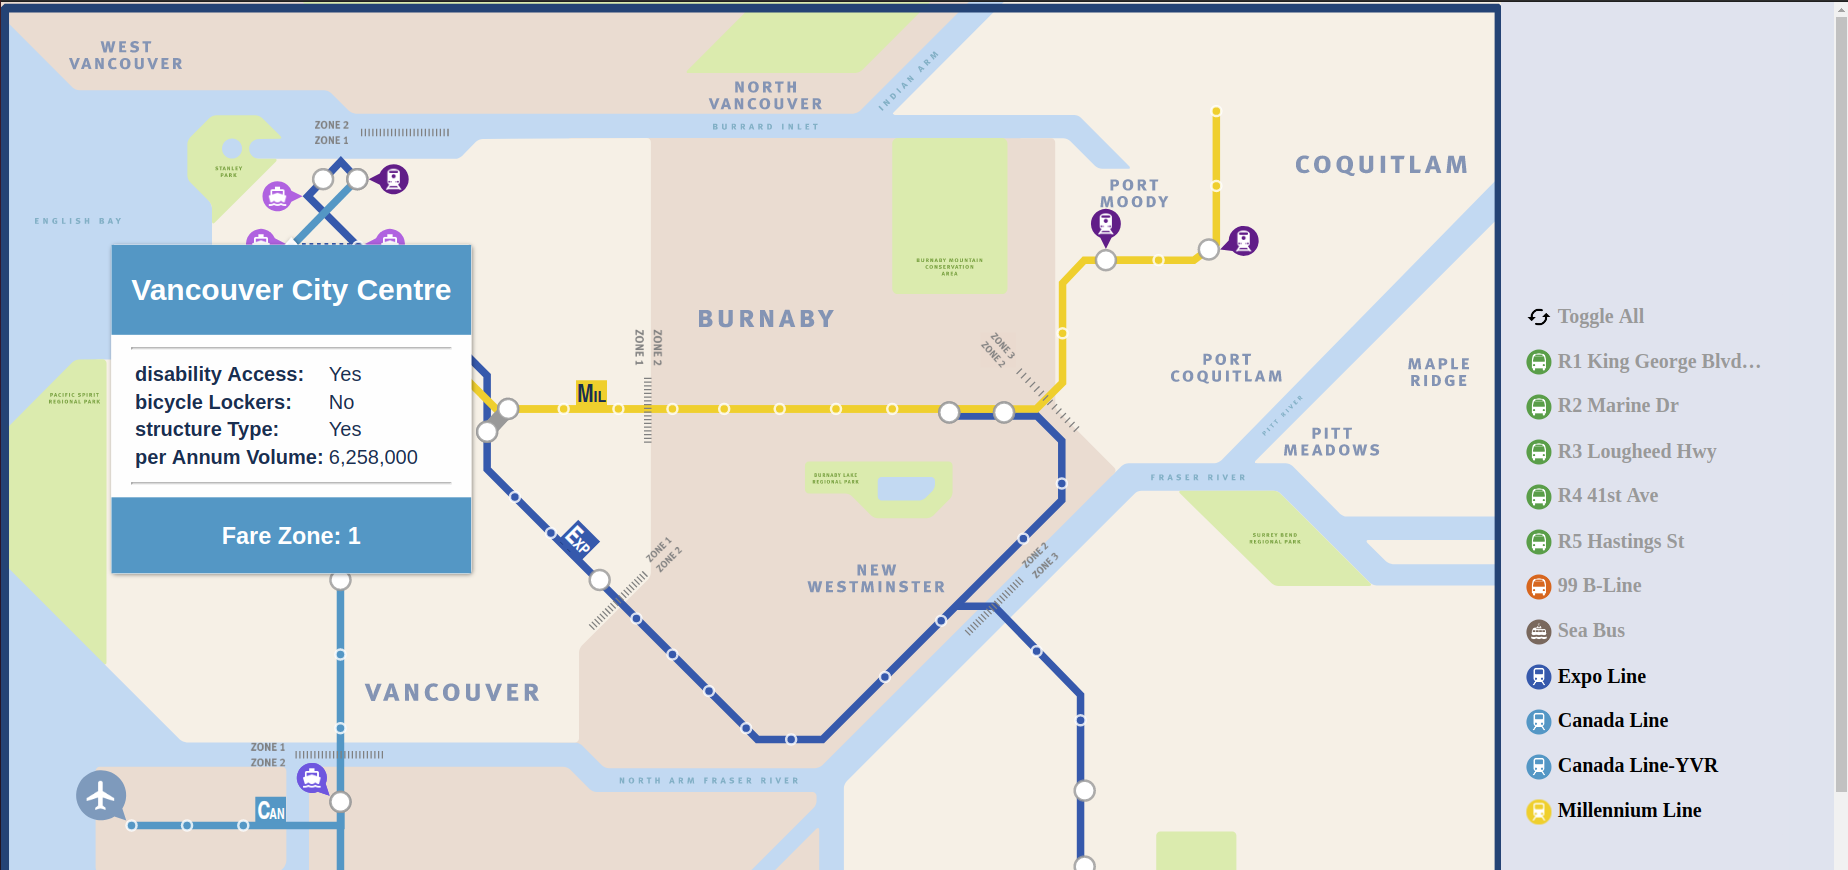 WEST
VANCOUVER
NORTH
VANCOUVER
INDIAN ARM
BURRARD INLET
ZONE 2
ZONE 1
STANLEY
PARK
ENGLISH BAY
PORT
MOODY
COQUITLAM
BURNABY MOUNTAIN
CONSERVATION
AREA
BURNABY
ZONE 1
ZONE 2
ZONE 3
ZONE 2
PORT
COQUITLAM
MAPLE
RIDGE
PITT RIVER
PITT
MEADOWS
Vancouver City Centre
disability Access: Yes
bicycle Lockers: No
structure Type: Yes
per Annum Volume: 6,258,000
Fare Zone: 1
PACIFIC SPIRIT
REGIONAL PARK
MIL
BURNABY LAKE
REGIONAL PARK
FRASER RIVER
EXP
ZONE 1
ZONE 2
SURREY BEND
REGIONAL PARK
NEW
WESTMINSTER
ZONE 2
ZONE 3
VANCOUVER
ZONE 1
ZONE 2
NORTH ARM FRASER RIVER
CAN
Toggle All
R1 King George Blvd...
R2 Marine Dr
R3 Lougheed Hwy
R4 41st Ave
R5 Hastings St
99 B-Line
Sea Bus
Expo Line
Canada Line
Canada Line-YVR
Millennium Line